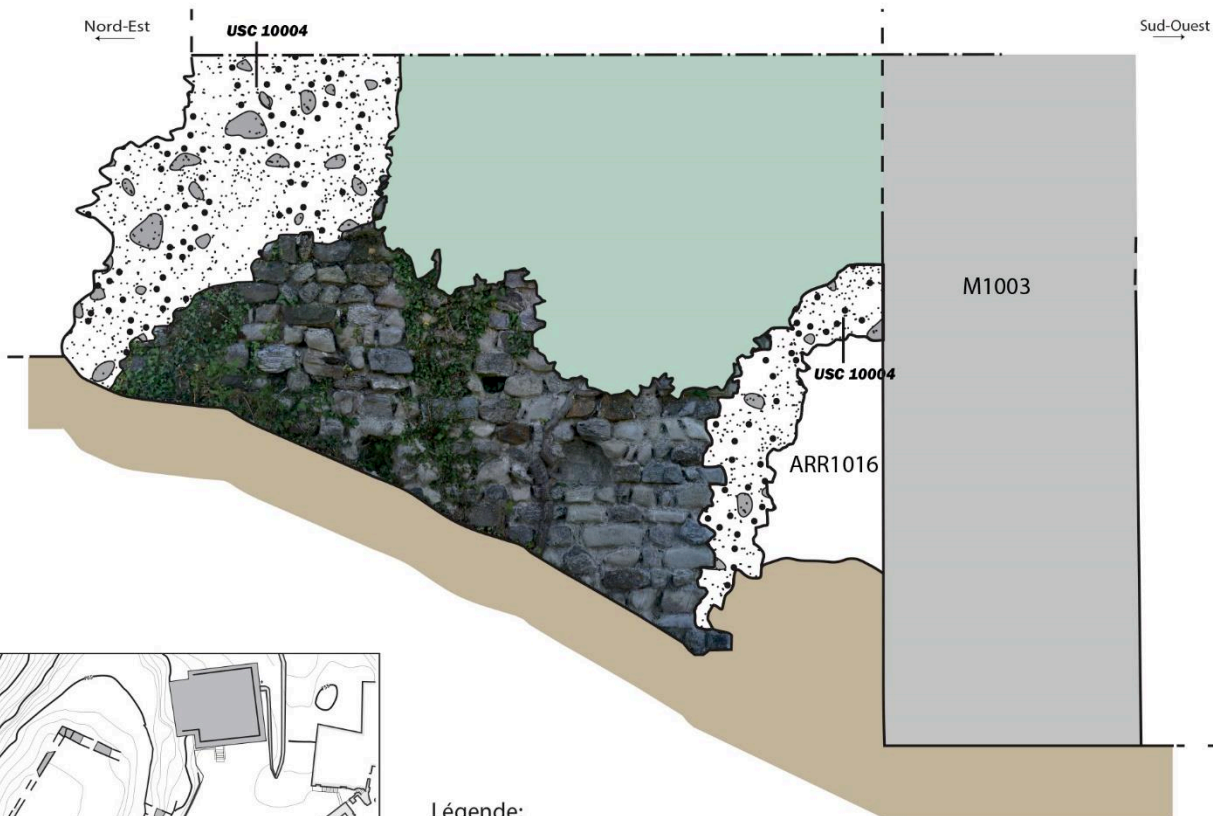 Nord-Est
USC 10004
Sud-Ouest
M1003
USC 10004
ARR1016
Légende: